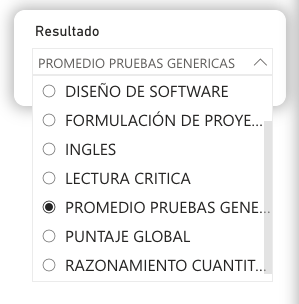 Resultado
PROMEDIO PRUEBAS GENERICAS
DISEÑO DE SOFTWARE
FORMULACIÓN DE PROYE...
INGLES
LECTURA CRITICA
PROMEDIO PRUEBAS GENE...
PUNTAJE GLOBAL
RAZONAMIENTO CUANTIT...